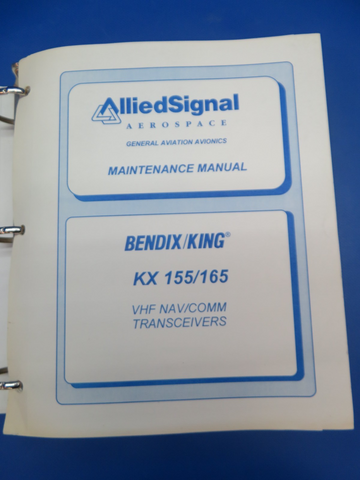 AlliedSignal
AEROSPACE
GENERAL AVIATION AVIONICS
MAINTENANCE MANUAL
BENDIX/KING®
KX 155/165
VHF NAV/COMM
TRANSCEIVERS